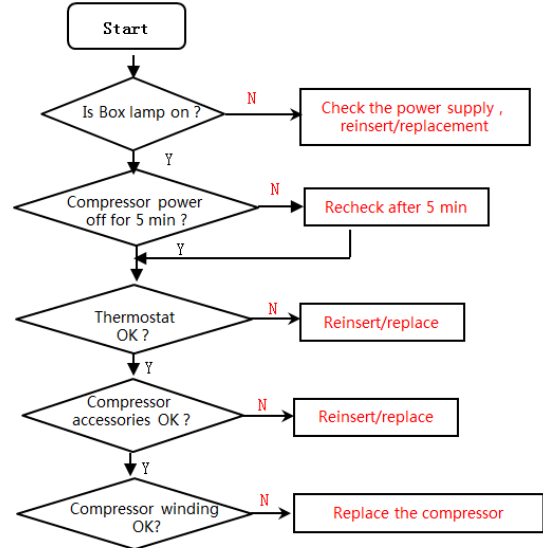 Start
Is Box lamp on ?
N
Check the power supply ,
reinsert/replacement
Y
Compressor power
off for 5 min ?
N
Recheck after 5 min
Y
Thermostat
OK ?
N
Reinsert/replace
Y
Compressor
accessories OK ?
N
Reinsert/replace
Y
Compressor winding
OK?
N
Replace the compressor